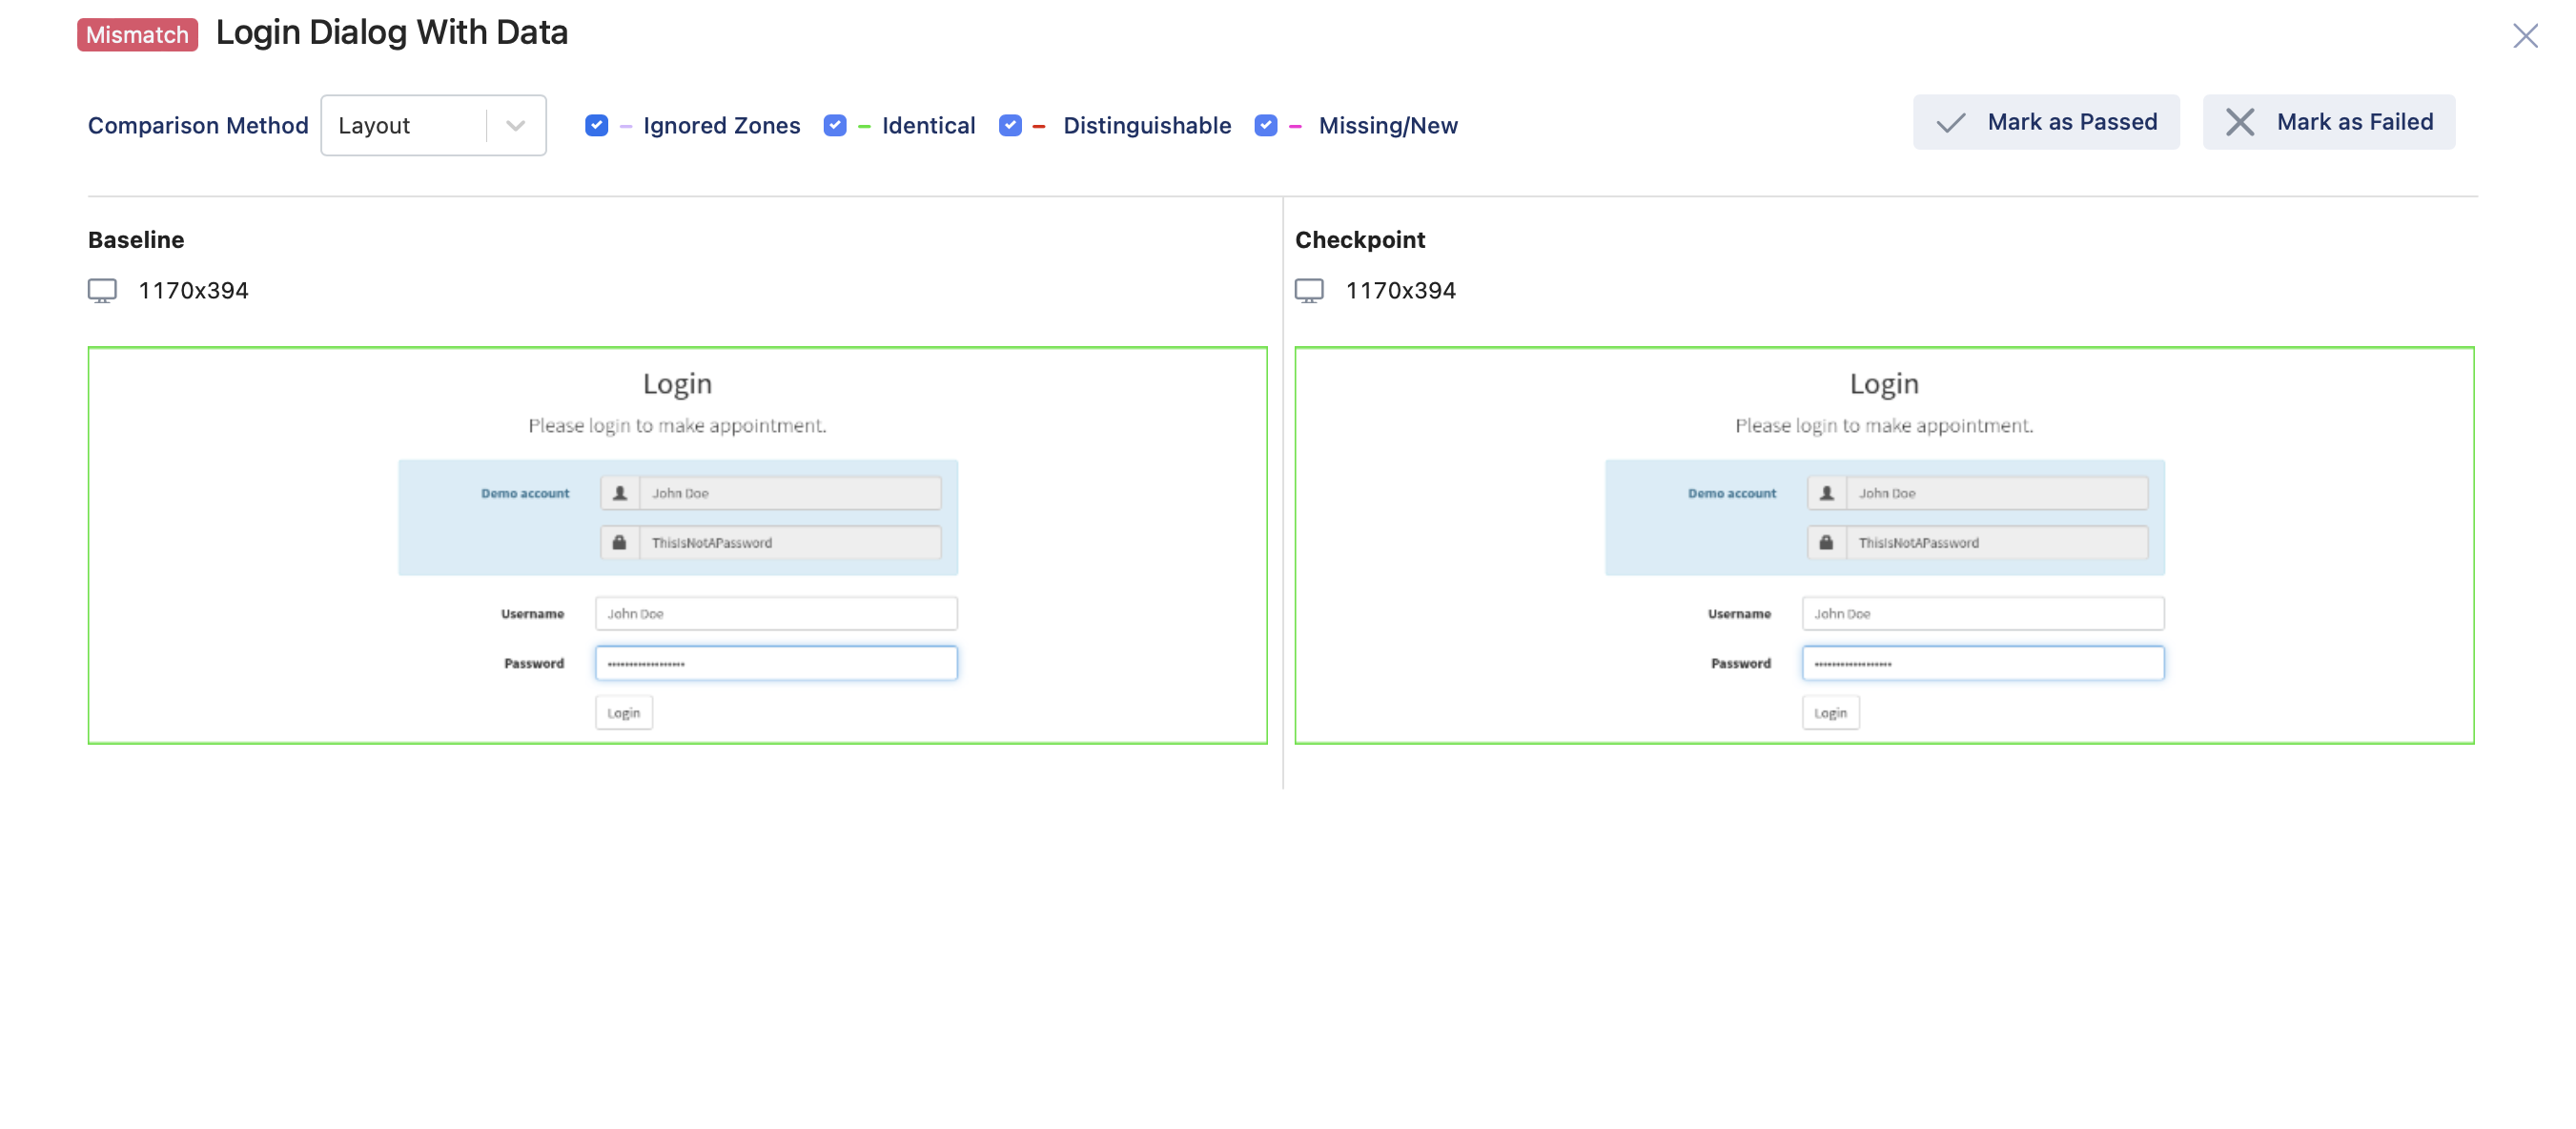 Mismatch Login Dialog With Data
Comparison Method Layout Ignored Zones Identical Distinguishable Missing/New Mark as Passed Mark as Failed
Baseline
1170x394
Login
Please login to make appointment.
Demo account John Doe
ThisIsNotAPassword
Username John Doe
Password ••••••••••••••••••
Login
Checkpoint
1170x394
Login
Please login to make appointment.
Demo account John Doe
ThisIsNotAPassword
Username John Doe
Password ••••••••••••••••••
Login